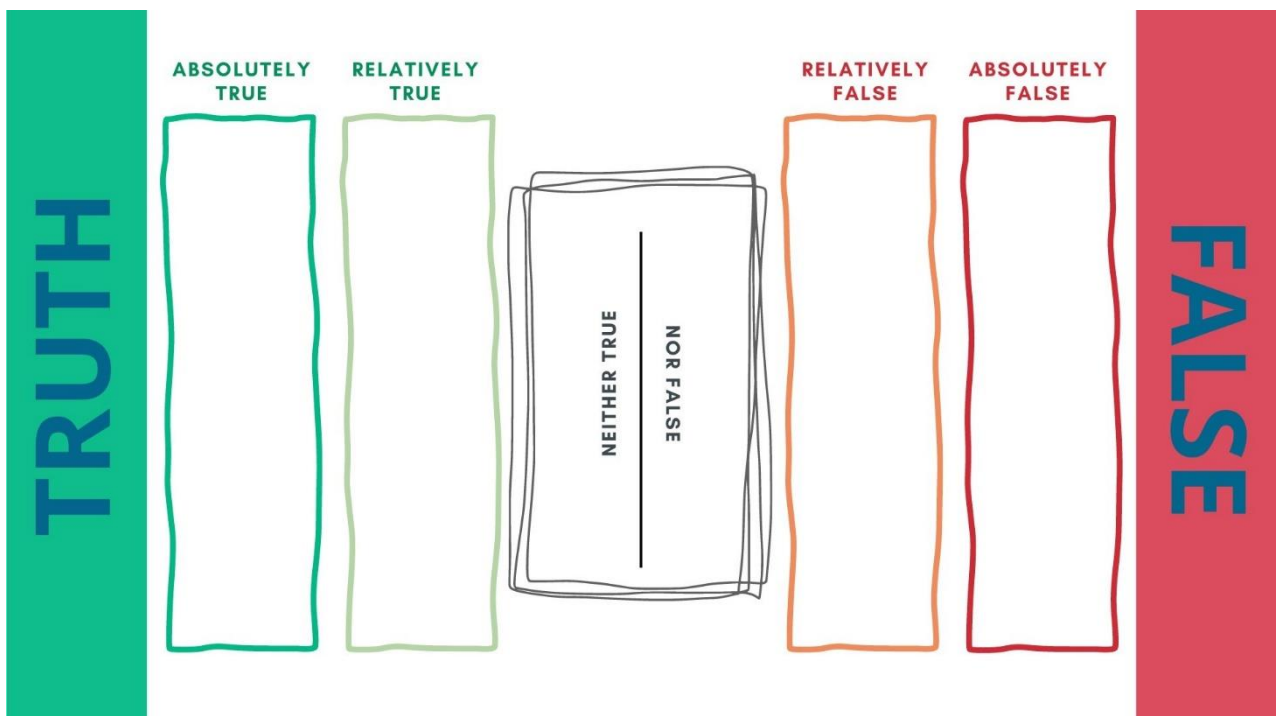 TRUTH
ABSOLUTELY
TRUE
RELATIVELY
TRUE
NEITHER TRUE
NOR FALSE
RELATIVELY
FALSE
ABSOLUTELY
FALSE
FALSE